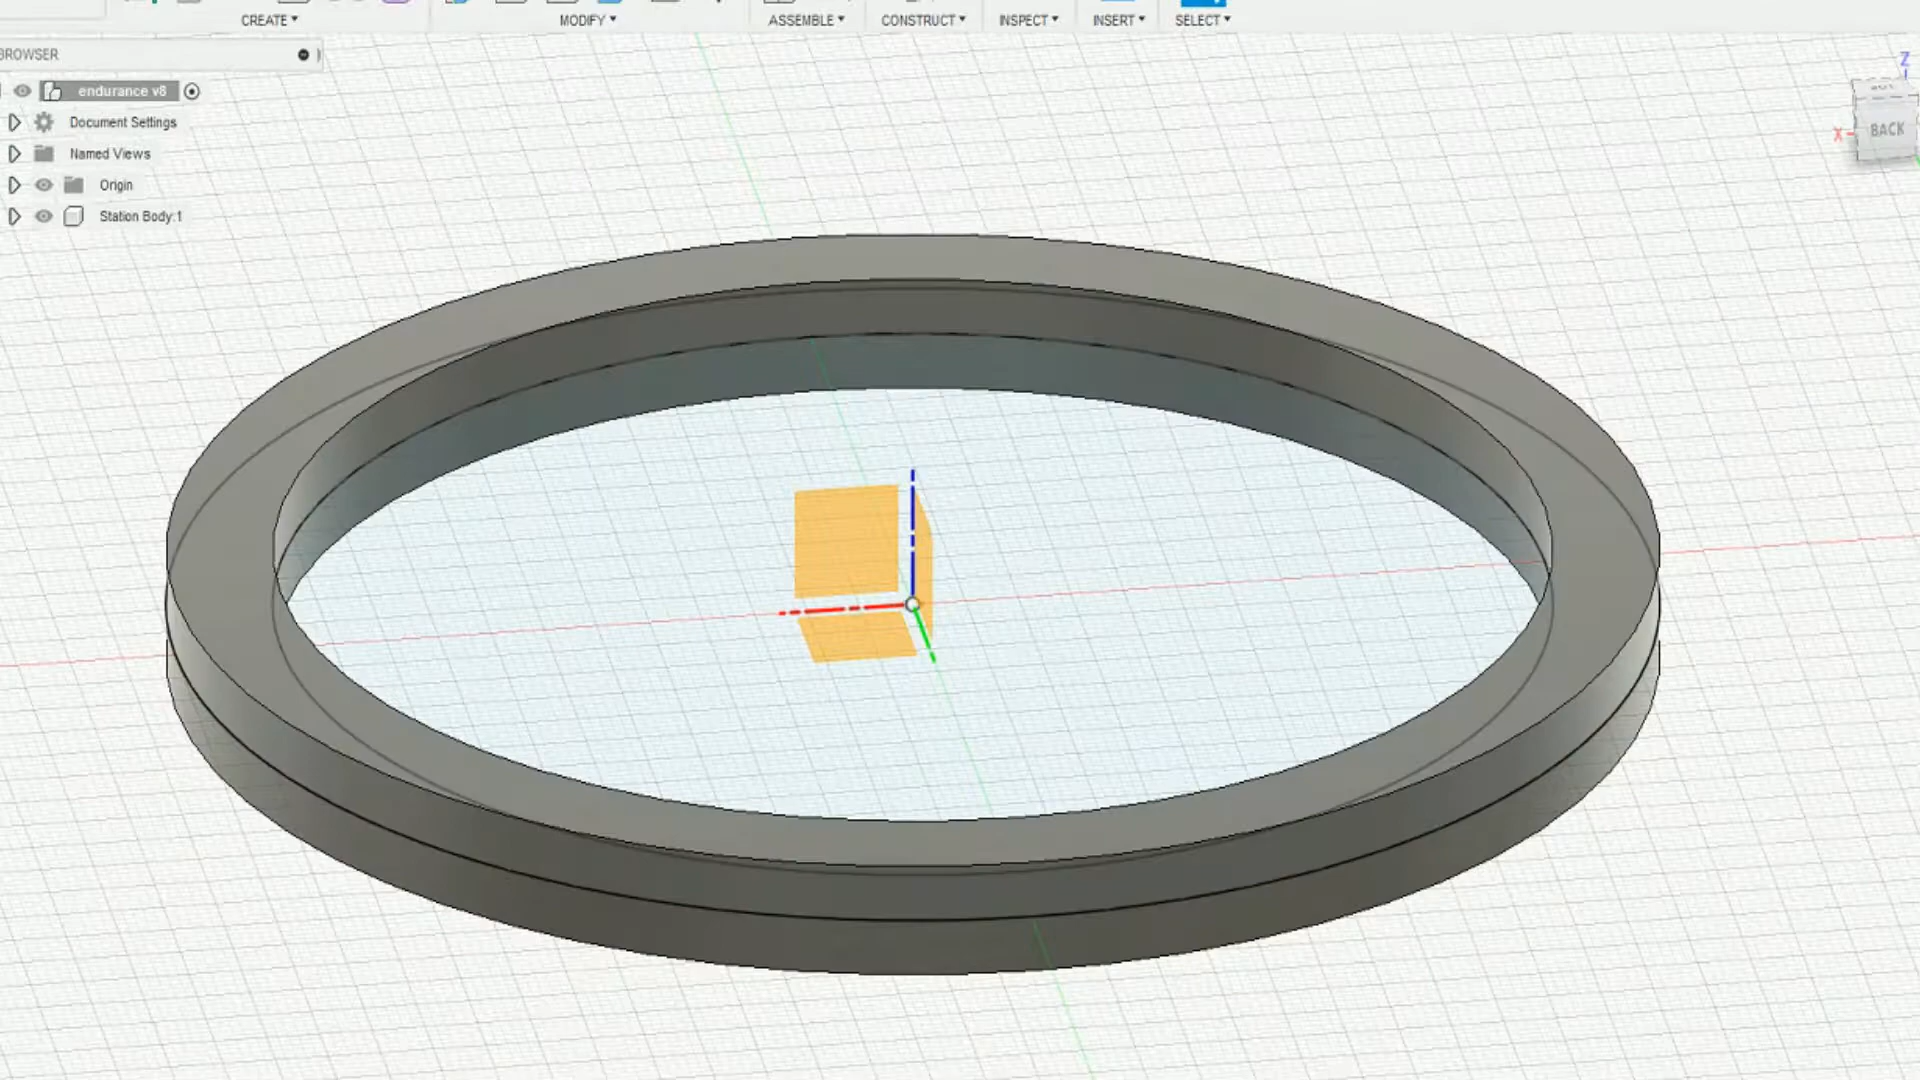 CREATE▾ MODIFY▾ ASSEMBLE▾ CONSTRUCT▾ INSPECT▾ INSERT▾ SELECT▾
BROWSER
endurance v8
Document Settings
Named Views
Origin
Station Body:1
Z
X
BACK